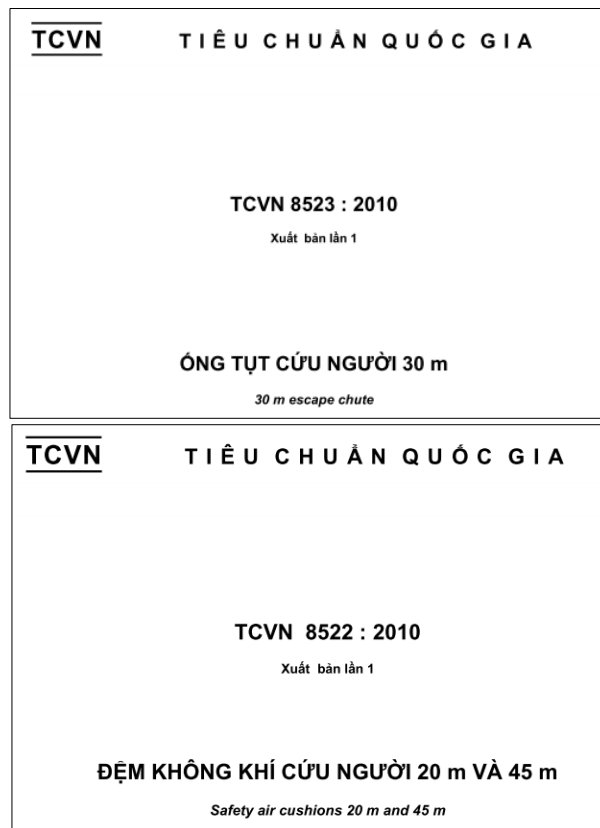 TCVN TIÊU CHUẨN QUỐC GIA
TCVN 8523 : 2010
Xuất bản lần 1
ỐNG TỤT CỨU NGƯỜI 30 m
30 m escape chute
TCVN TIÊU CHUẨN QUỐC GIA
TCVN 8522 : 2010
Xuất bản lần 1
ĐỆM KHÔNG KHÍ CỨU NGƯỜI 20 m VÀ 45 m
Safety air cushions 20 m and 45 m